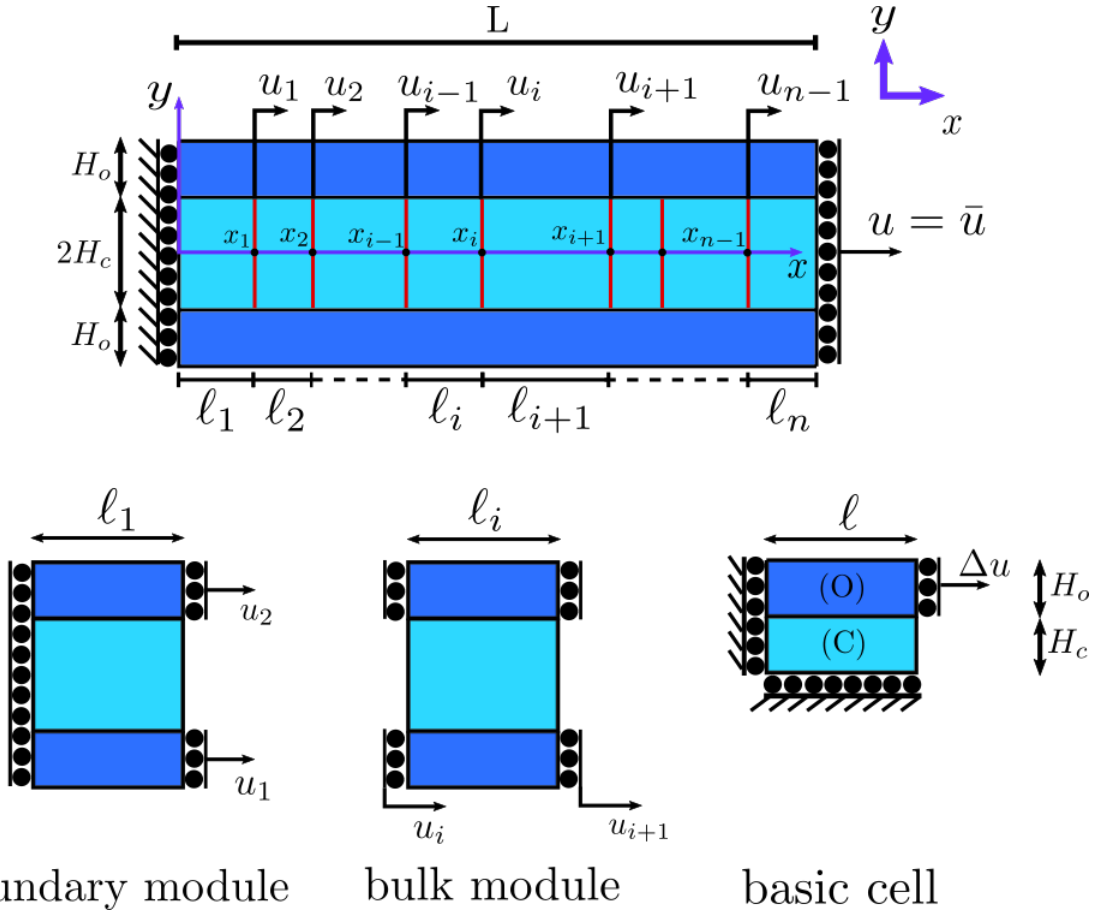 L
y
x
y
u₁
u₂
uᵢ₋₁
uᵢ
uᵢ₊₁
uₙ₋₁
Hₒ
2H꜀
Hₒ
x₁
x₂
xᵢ₋₁
xᵢ
xᵢ₊₁
xₙ₋₁
x
u = ū
ℓ₁
ℓ₂
ℓᵢ
ℓᵢ₊₁
ℓₙ
ℓ₁
u₂
u₁
undary module
ℓᵢ
uᵢ
uᵢ₊₁
bulk module
ℓ
(O)
(C)
Δu
Hₒ
H꜀
basic cell